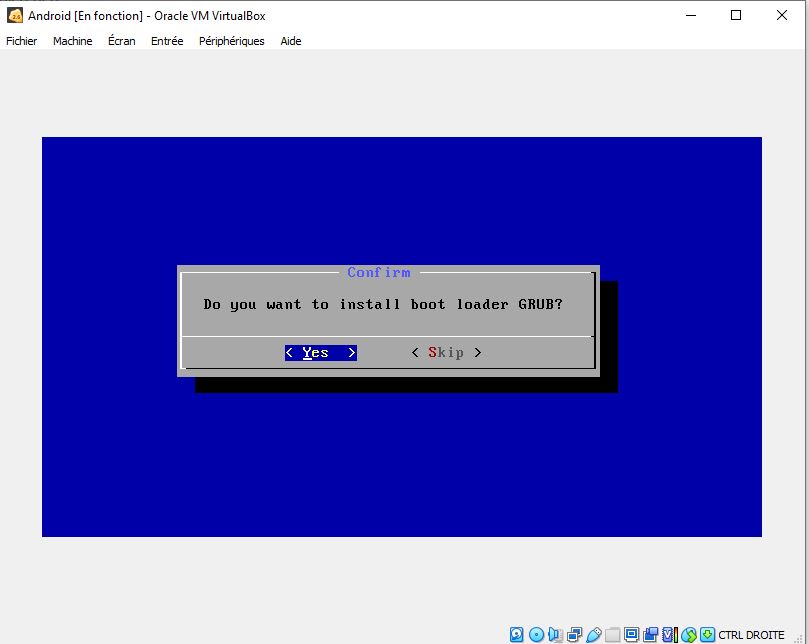 Android [En fonction] - Oracle VM VirtualBox
Fichier Machine Écran Entrée Périphériques Aide
Confirm
Do you want to install boot loader GRUB?
< Yes > < Skip >
CTRL DROITE